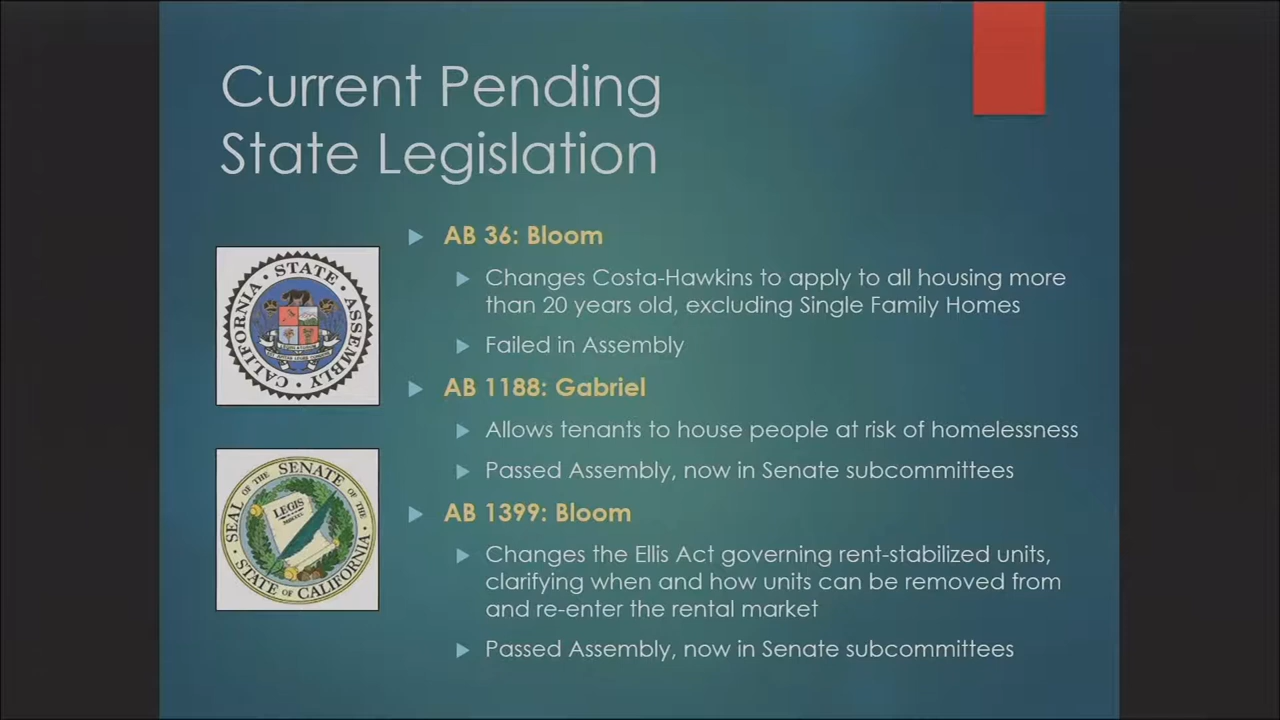 Current Pending
State Legislation
AB 36: Bloom
Changes Costa-Hawkins to apply to all housing more
than 20 years old, excluding Single Family Homes
Failed in Assembly
CALIFORNIA · STATE · ASSEMBLY
AB 1188: Gabriel
Allows tenants to house people at risk of homelessness
Passed Assembly, now in Senate subcommittees
SEAL OF THE SENATE OF THE STATE OF CALIFORNIA
LEGIS
AB 1399: Bloom
Changes the Ellis Act governing rent-stabilized units,
clarifying when and how units can be removed from
and re-enter the rental market
Passed Assembly, now in Senate subcommittees